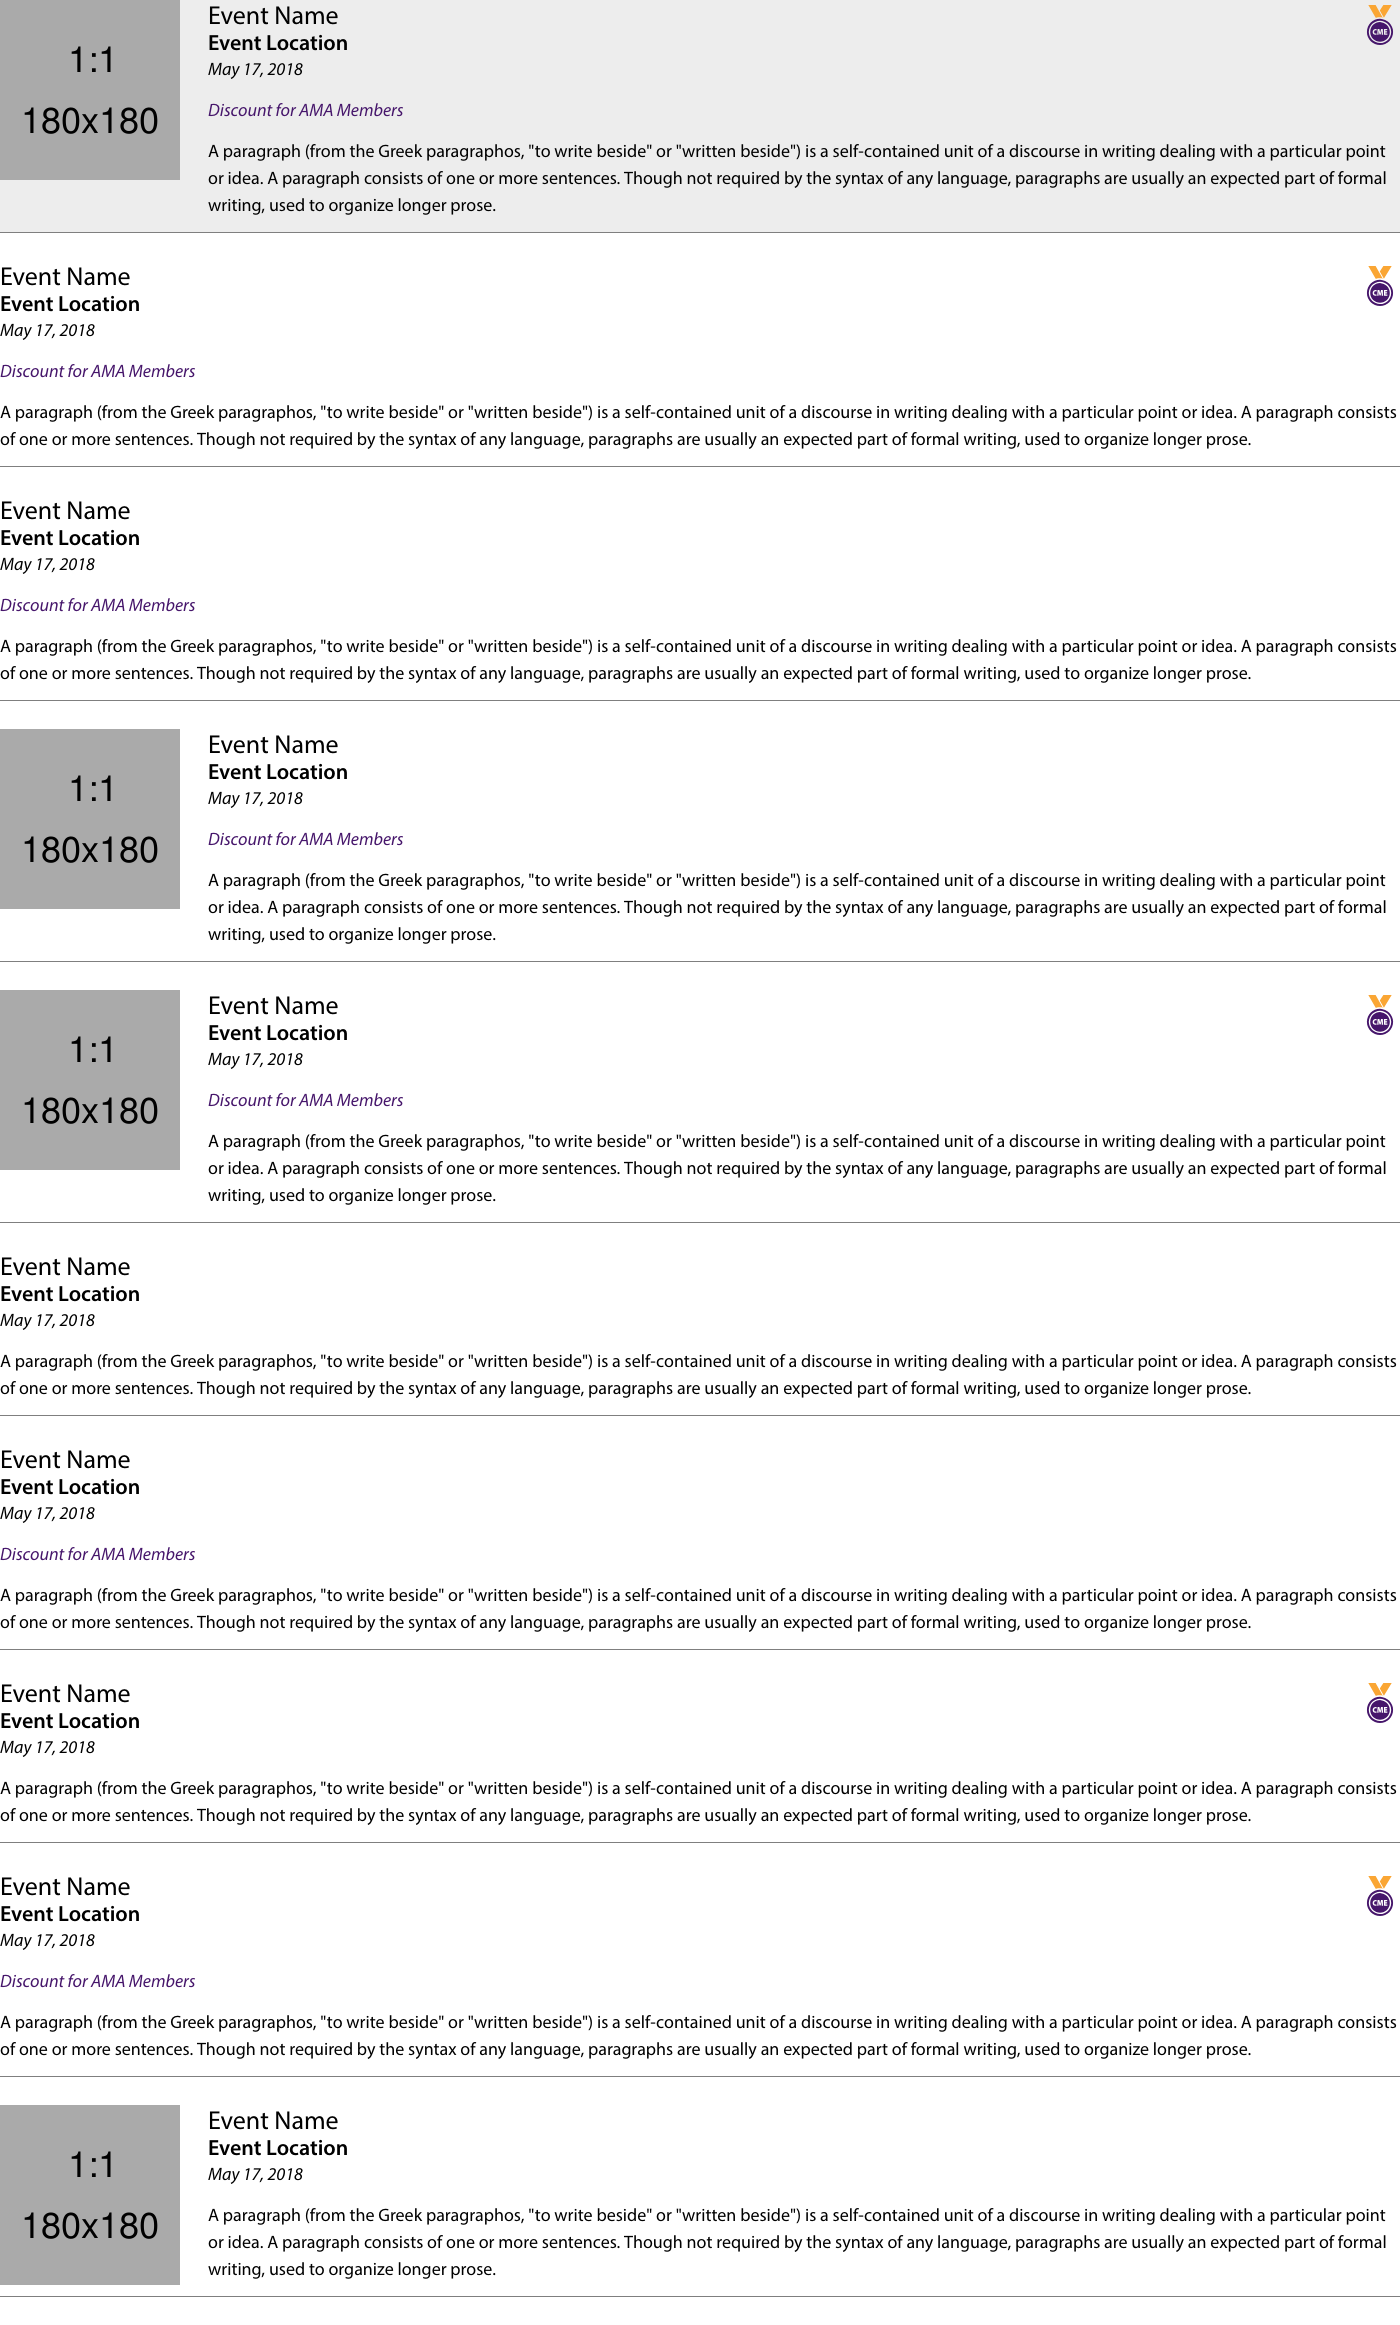 1:1
180x180
Event Name
Event Location
May 17, 2018
CME
Discount for AMA Members
A paragraph (from the Greek paragraphos, "to write beside" or "written beside") is a self-contained unit of a discourse in writing dealing with a particular point
or idea. A paragraph consists of one or more sentences. Though not required by the syntax of any language, paragraphs are usually an expected part of formal
writing, used to organize longer prose.
Event Name
Event Location
May 17, 2018
CME
Discount for AMA Members
A paragraph (from the Greek paragraphos, "to write beside" or "written beside") is a self-contained unit of a discourse in writing dealing with a particular point or idea. A paragraph consists
of one or more sentences. Though not required by the syntax of any language, paragraphs are usually an expected part of formal writing, used to organize longer prose.
Event Name
Event Location
May 17, 2018
Discount for AMA Members
A paragraph (from the Greek paragraphos, "to write beside" or "written beside") is a self-contained unit of a discourse in writing dealing with a particular point or idea. A paragraph consists
of one or more sentences. Though not required by the syntax of any language, paragraphs are usually an expected part of formal writing, used to organize longer prose.
1:1
180x180
Event Name
Event Location
May 17, 2018
Discount for AMA Members
A paragraph (from the Greek paragraphos, "to write beside" or "written beside") is a self-contained unit of a discourse in writing dealing with a particular point
or idea. A paragraph consists of one or more sentences. Though not required by the syntax of any language, paragraphs are usually an expected part of formal
writing, used to organize longer prose.
1:1
180x180
Event Name
Event Location
May 17, 2018
CME
Discount for AMA Members
A paragraph (from the Greek paragraphos, "to write beside" or "written beside") is a self-contained unit of a discourse in writing dealing with a particular point
or idea. A paragraph consists of one or more sentences. Though not required by the syntax of any language, paragraphs are usually an expected part of formal
writing, used to organize longer prose.
Event Name
Event Location
May 17, 2018
A paragraph (from the Greek paragraphos, "to write beside" or "written beside") is a self-contained unit of a discourse in writing dealing with a particular point or idea. A paragraph consists
of one or more sentences. Though not required by the syntax of any language, paragraphs are usually an expected part of formal writing, used to organize longer prose.
Event Name
Event Location
May 17, 2018
Discount for AMA Members
A paragraph (from the Greek paragraphos, "to write beside" or "written beside") is a self-contained unit of a discourse in writing dealing with a particular point or idea. A paragraph consists
of one or more sentences. Though not required by the syntax of any language, paragraphs are usually an expected part of formal writing, used to organize longer prose.
Event Name
Event Location
May 17, 2018
CME
A paragraph (from the Greek paragraphos, "to write beside" or "written beside") is a self-contained unit of a discourse in writing dealing with a particular point or idea. A paragraph consists
of one or more sentences. Though not required by the syntax of any language, paragraphs are usually an expected part of formal writing, used to organize longer prose.
Event Name
Event Location
May 17, 2018
CME
Discount for AMA Members
A paragraph (from the Greek paragraphos, "to write beside" or "written beside") is a self-contained unit of a discourse in writing dealing with a particular point or idea. A paragraph consists
of one or more sentences. Though not required by the syntax of any language, paragraphs are usually an expected part of formal writing, used to organize longer prose.
1:1
180x180
Event Name
Event Location
May 17, 2018
A paragraph (from the Greek paragraphos, "to write beside" or "written beside") is a self-contained unit of a discourse in writing dealing with a particular point
or idea. A paragraph consists of one or more sentences. Though not required by the syntax of any language, paragraphs are usually an expected part of formal
writing, used to organize longer prose.